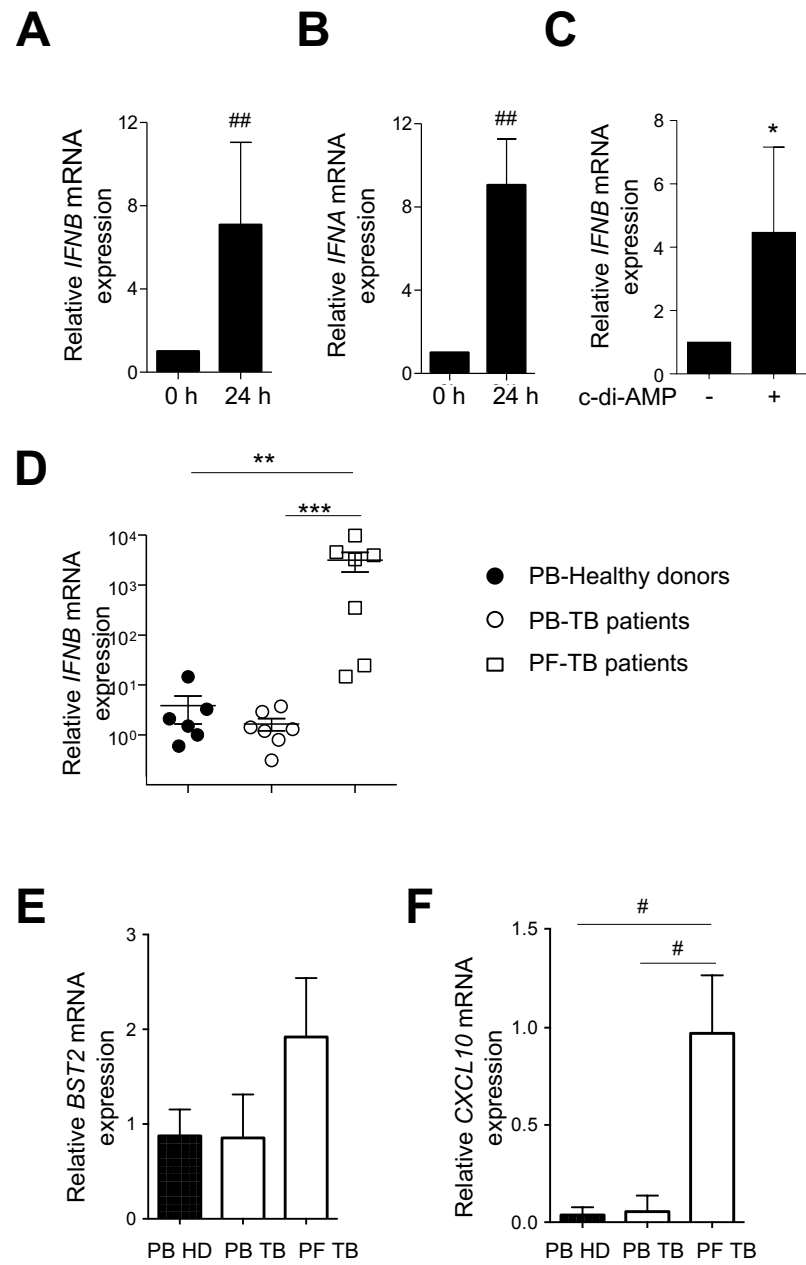 A
B
C
Relative IFNB mRNA
expression
12
8
4
0
##
0 h
24 h
Relative IFNA mRNA
expression
12
8
4
0
##
0 h
24 h
Relative IFNB mRNA
expression
8
6
4
2
0
*
c-di-AMP - +
D
**
***
Relative IFNB mRNA
expression
10⁴
10³
10²
10¹
10⁰
PB-Healthy donors
PB-TB patients
PF-TB patients
E
Relative BST2 mRNA
expression
3
2
1
0
PB HD
PB TB
PF TB
F
Relative CXCL10 mRNA
expression
1.5
1.0
0.5
0.0
#
#
PB HD
PB TB
PF TB